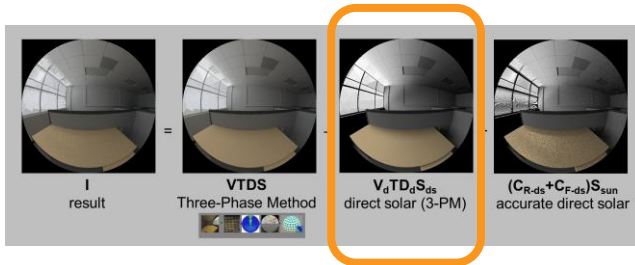 = - -
I VTDS VdTDdSds (CR-ds+CF-ds)Ssun
result Three-Phase Method direct solar (3-PM) accurate direct solar